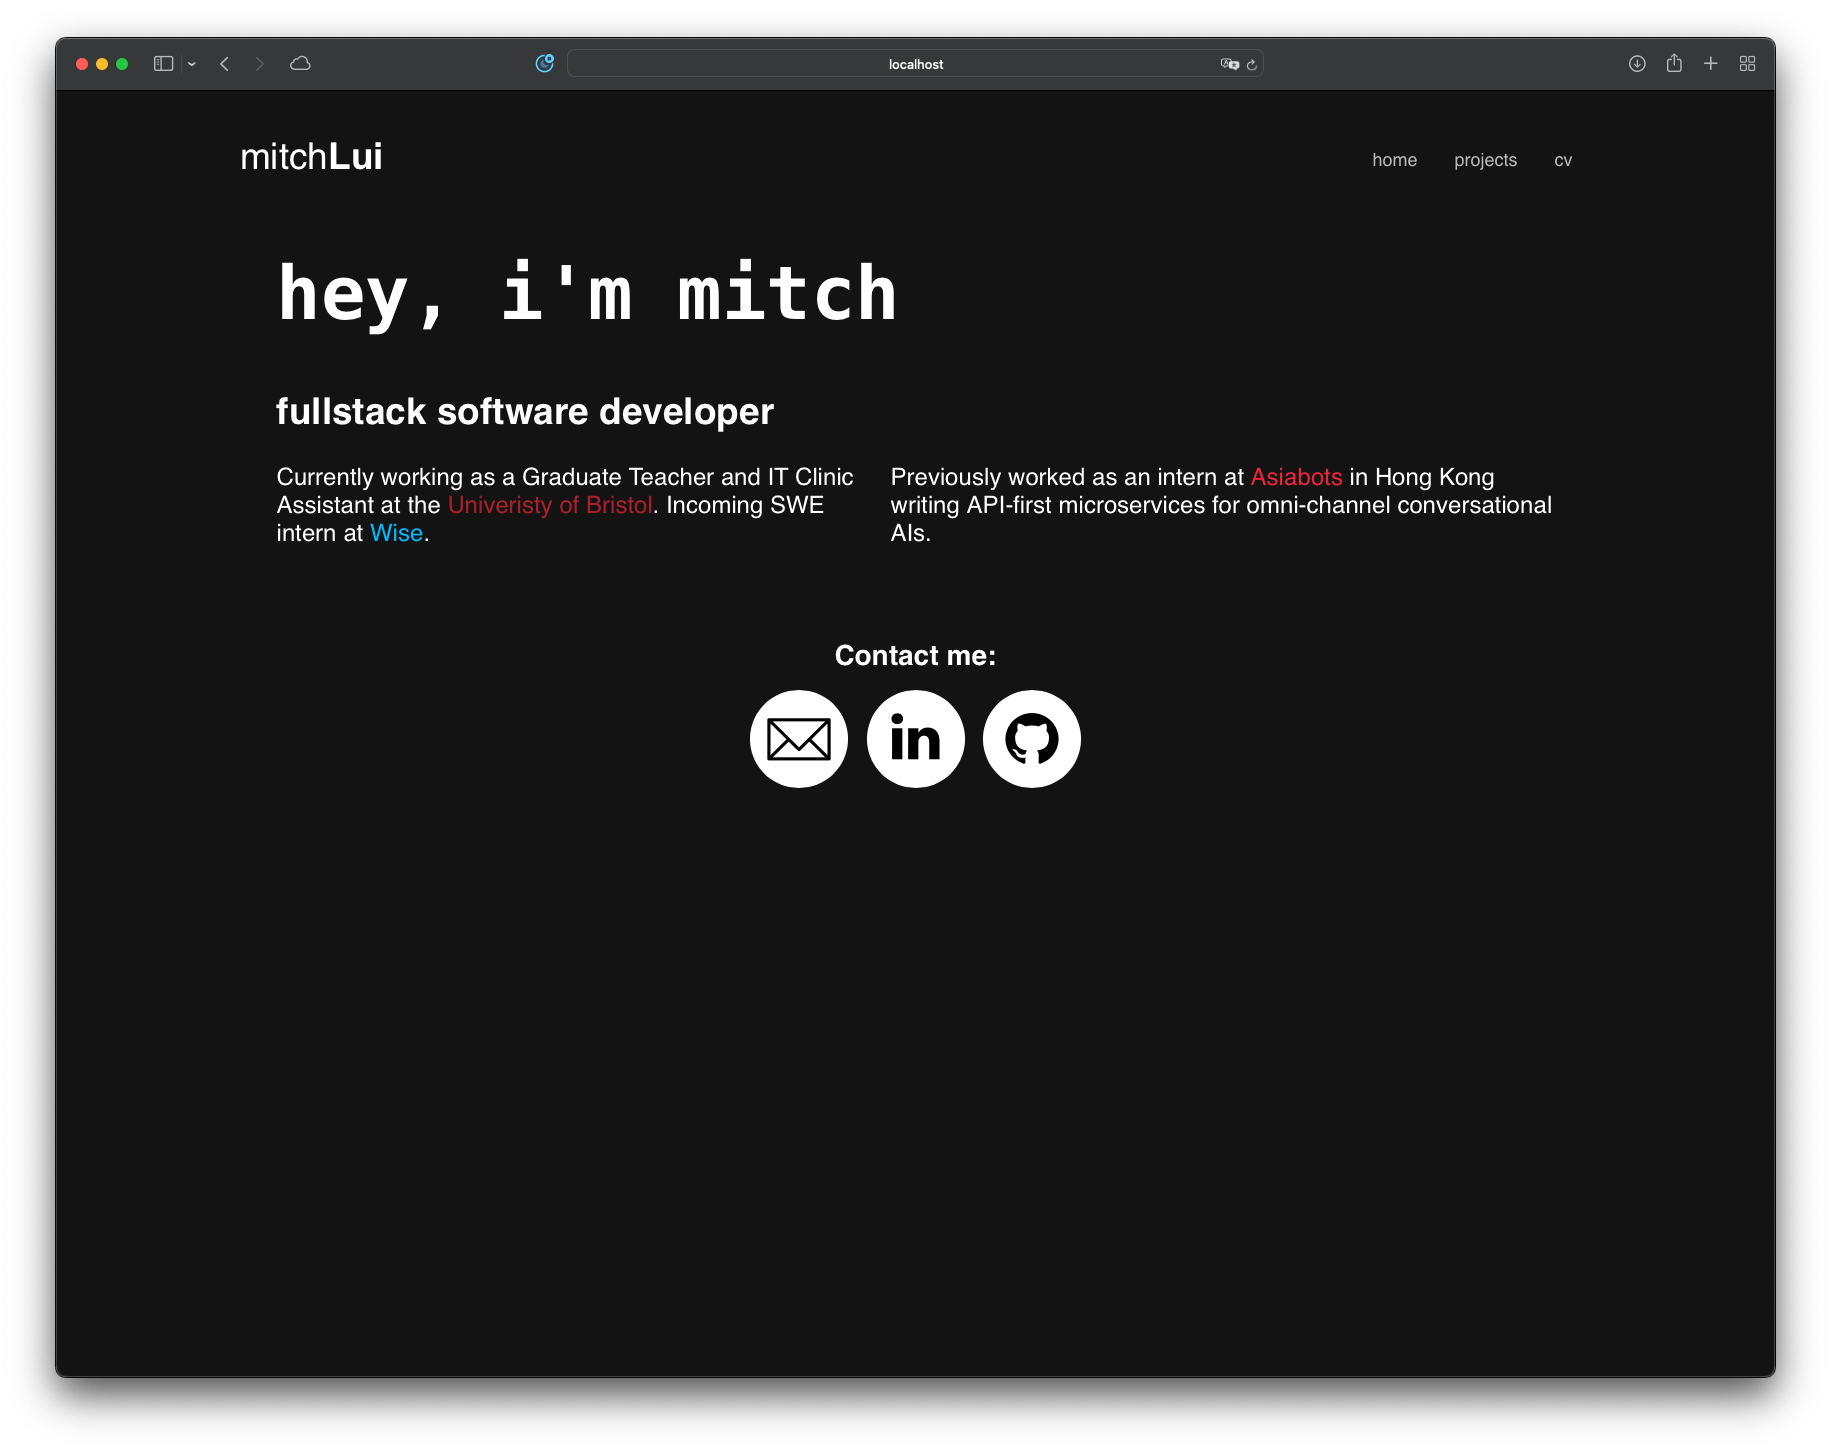 localhost
mitchLui
home projects cv
hey, i'm mitch
fullstack software developer
Currently working as a Graduate Teacher and IT Clinic
Assistant at the Univeristy of Bristol. Incoming SWE
intern at Wise.
Previously worked as an intern at Asiabots in Hong Kong
writing API-first microservices for omni-channel conversational
AIs.
Contact me:
in